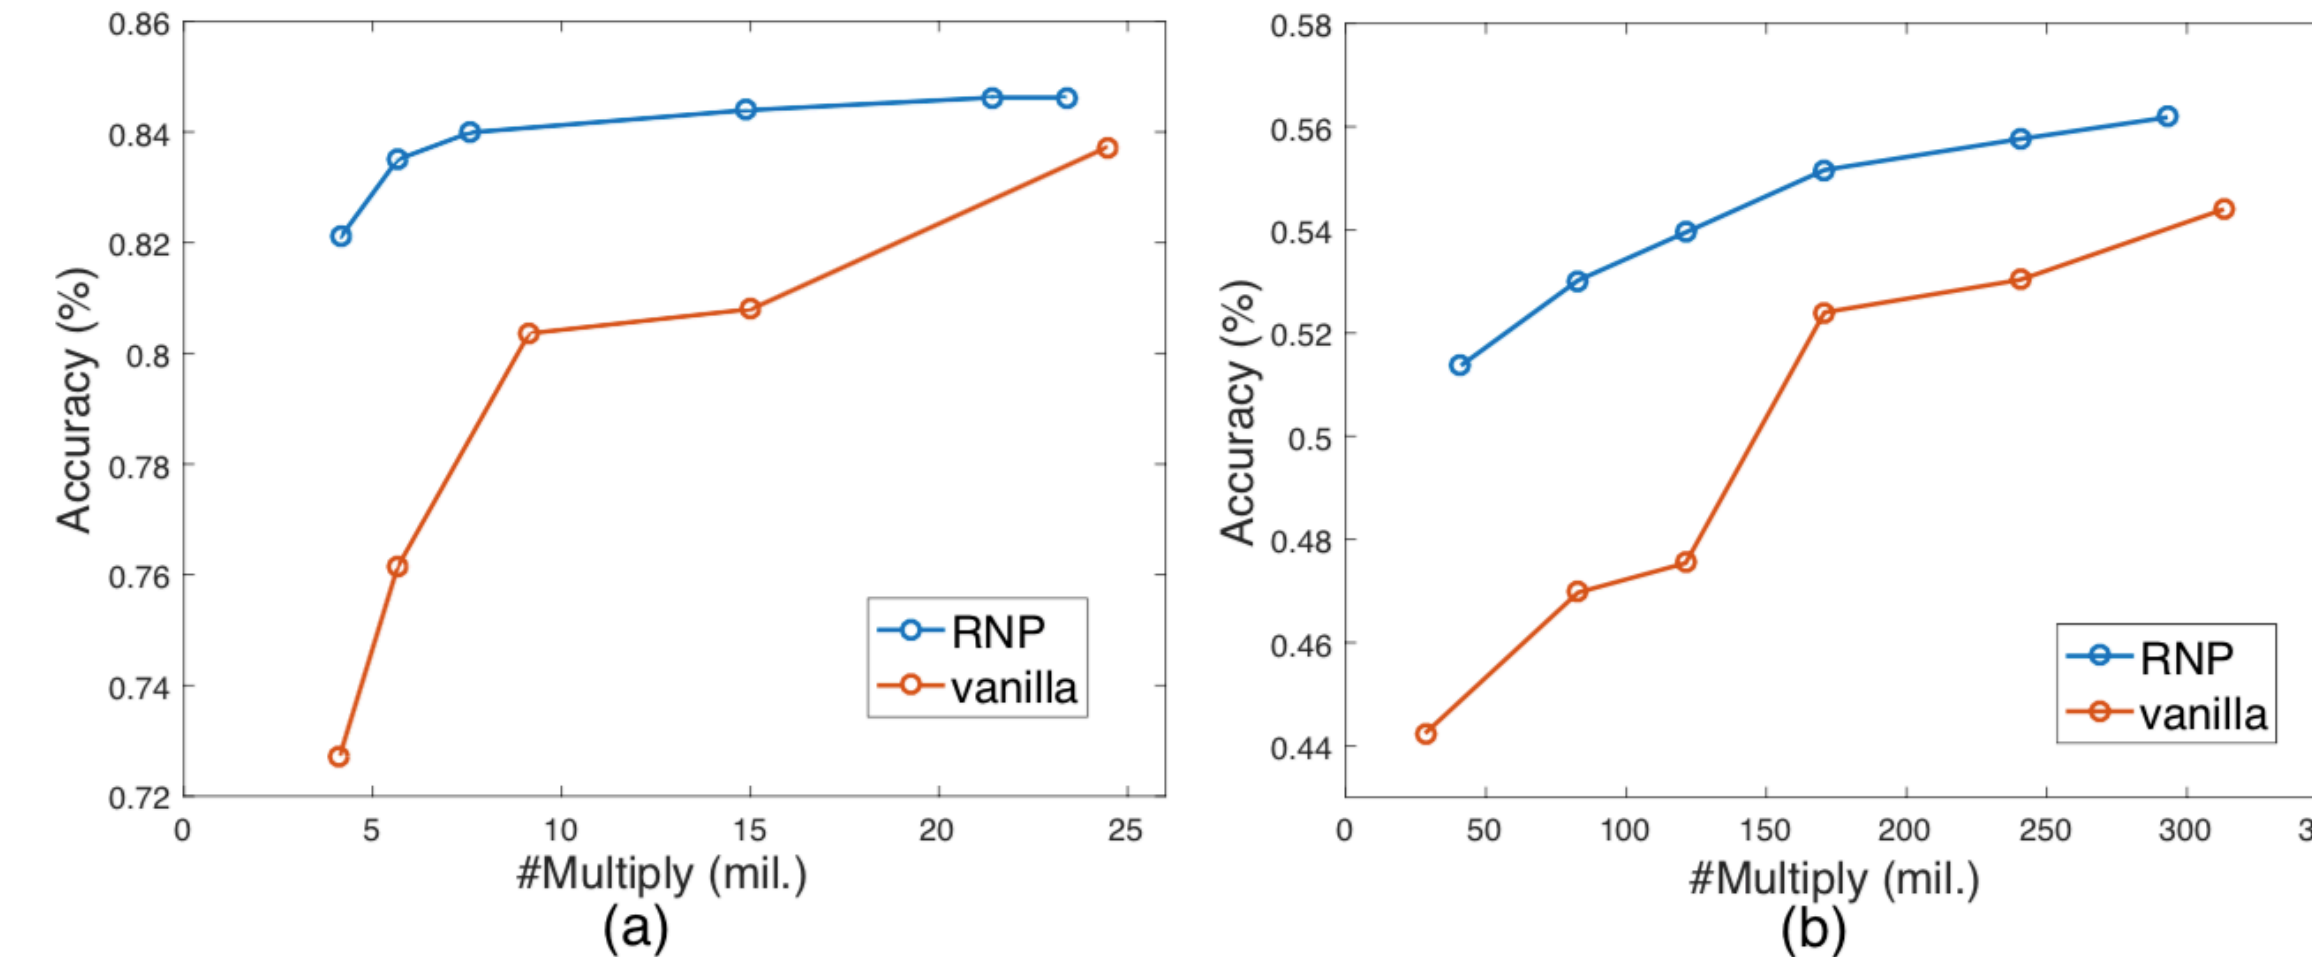 0.86
0.84
0.82
0.8
0.78
0.76
0.74
0.72
0 5 10 15 20 25
Accuracy (%)
#Multiply (mil.)
RNP
vanilla
(a)
0.58
0.56
0.54
0.52
0.5
0.48
0.46
0.44
0 50 100 150 200 250 300
Accuracy (%)
#Multiply (mil.)
RNP
vanilla
(b)